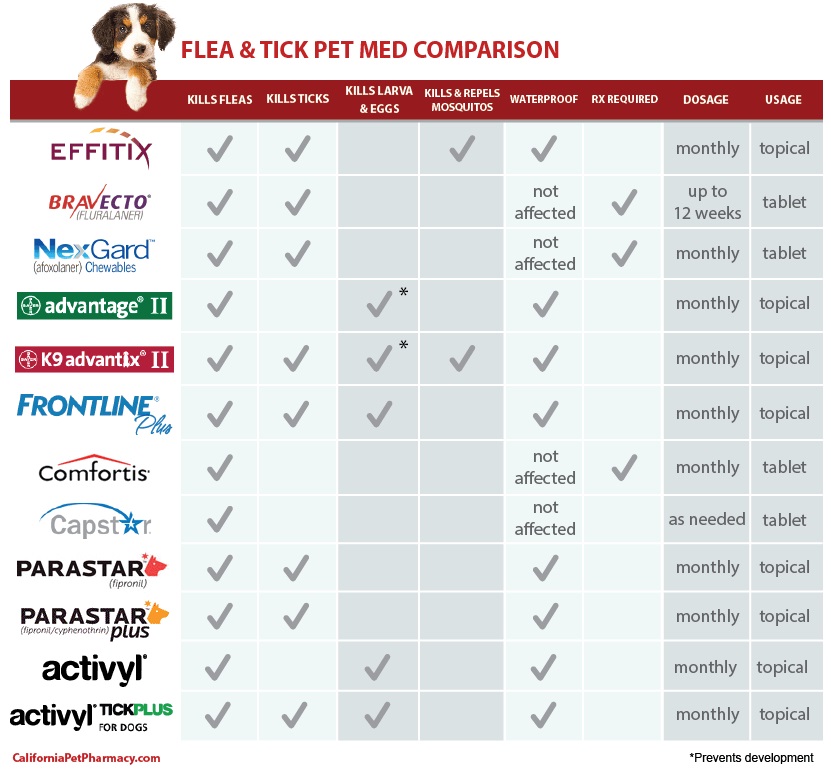 FLEA & TICK PET MED COMPARISON
KILLS FLEAS KILLS TICKS KILLS LARVA & EGGS KILLS & REPELS MOSQUITOS WATERPROOF RX REQUIRED DOSAGE USAGE
EFFITIX monthly topical
BRAVECTO® (FLURALANER) not affected up to 12 weeks tablet
NexGard™ (afoxolaner) Chewables not affected monthly tablet
BAYER advantage® II * monthly topical
BAYER K9 advantix® II * monthly topical
FRONTLINE® Plus monthly topical
Comfortis® not affected monthly tablet
Capstar® not affected as needed tablet
PARASTAR (fipronil) monthly topical
PARASTAR plus (fipronil/cyphenothrin) monthly topical
activyl® monthly topical
activyl® TICKPLUS FOR DOGS monthly topical
CaliforniaPetPharmacy.com *Prevents development